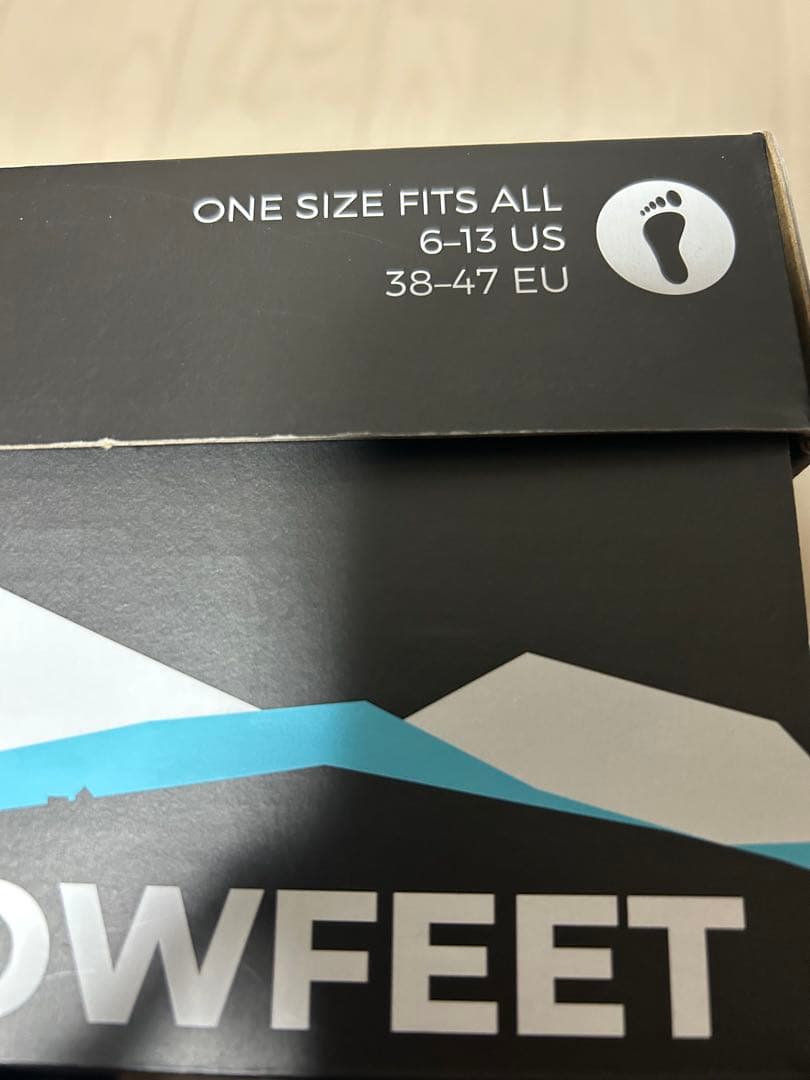 ONE SIZE FITS ALL
6–13 US
38–47 EU
OWFEET